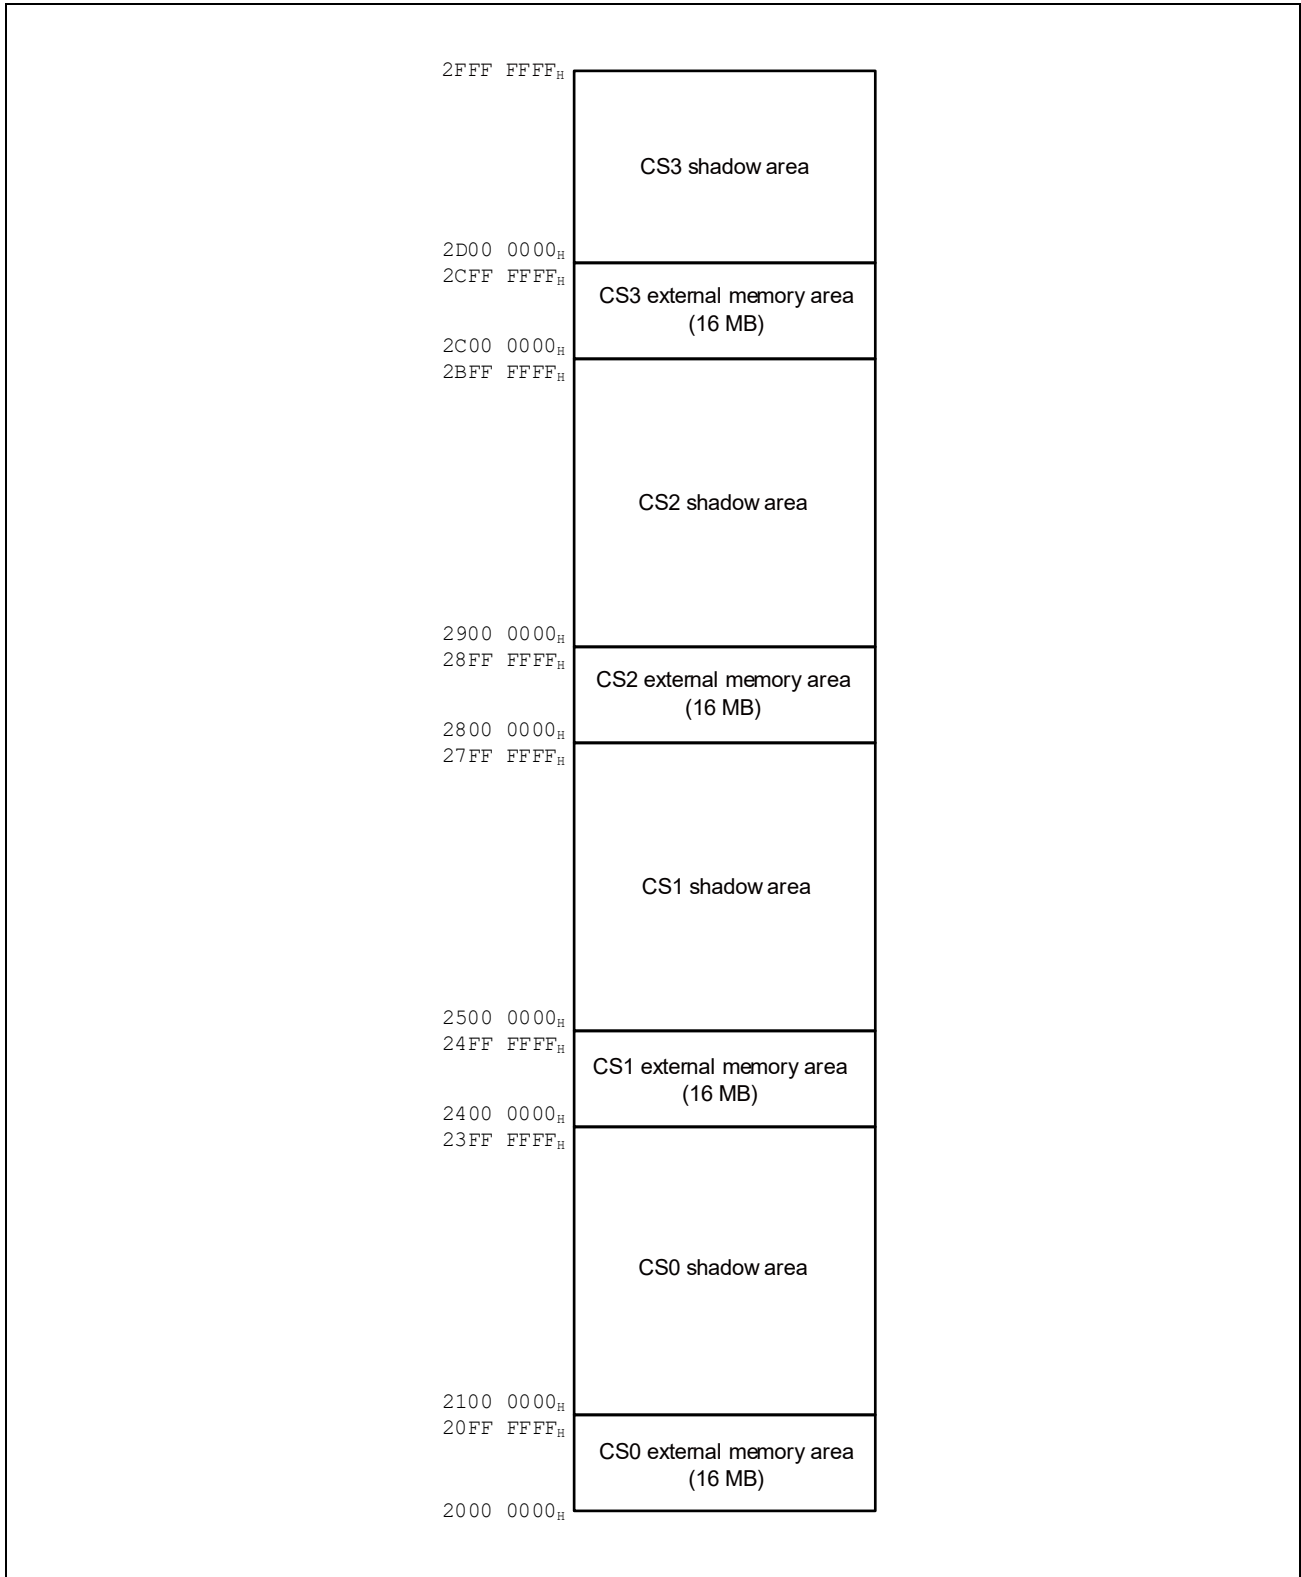 2FFF FFFFH
CS3 shadow area
2D00 0000H
2CFF FFFFH
CS3 external memory area
(16 MB)
2C00 0000H
2BFF FFFFH
CS2 shadow area
2900 0000H
28FF FFFFH
CS2 external memory area
(16 MB)
2800 0000H
27FF FFFFH
CS1 shadow area
2500 0000H
24FF FFFFH
CS1 external memory area
(16 MB)
2400 0000H
23FF FFFFH
CS0 shadow area
2100 0000H
20FF FFFFH
CS0 external memory area
(16 MB)
2000 0000H